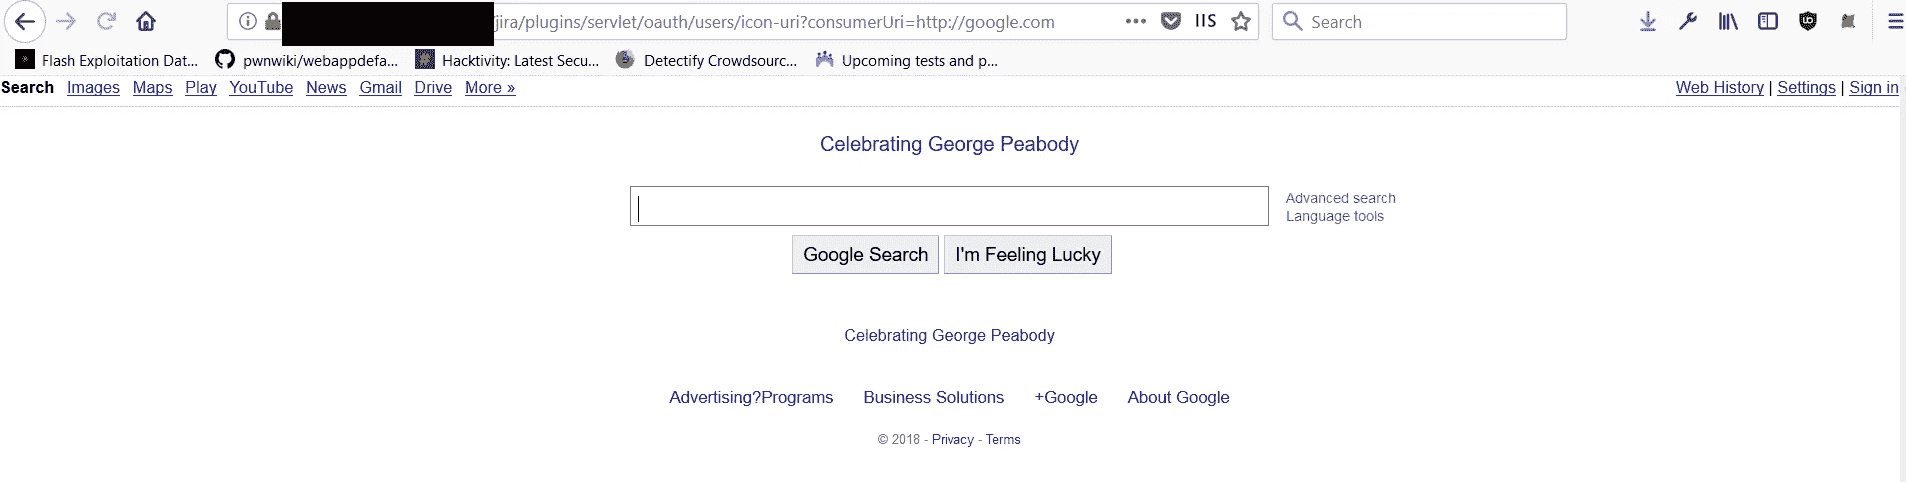 /jira/plugins/servlet/oauth/users/icon-uri?consumerUri=http://google.com ••• IIS Search
Flash Exploitation Dat... pwnwiki/webappdefa... Hacktivity: Latest Secu... Detectify Crowdsourc... Upcoming tests and p...
Search Images Maps Play YouTube News Gmail Drive More » Web History | Settings | Sign in
Celebrating George Peabody
Advanced search
Language tools
Google Search I'm Feeling Lucky
Celebrating George Peabody
Advertising?Programs Business Solutions +Google About Google
© 2018 - Privacy - Terms